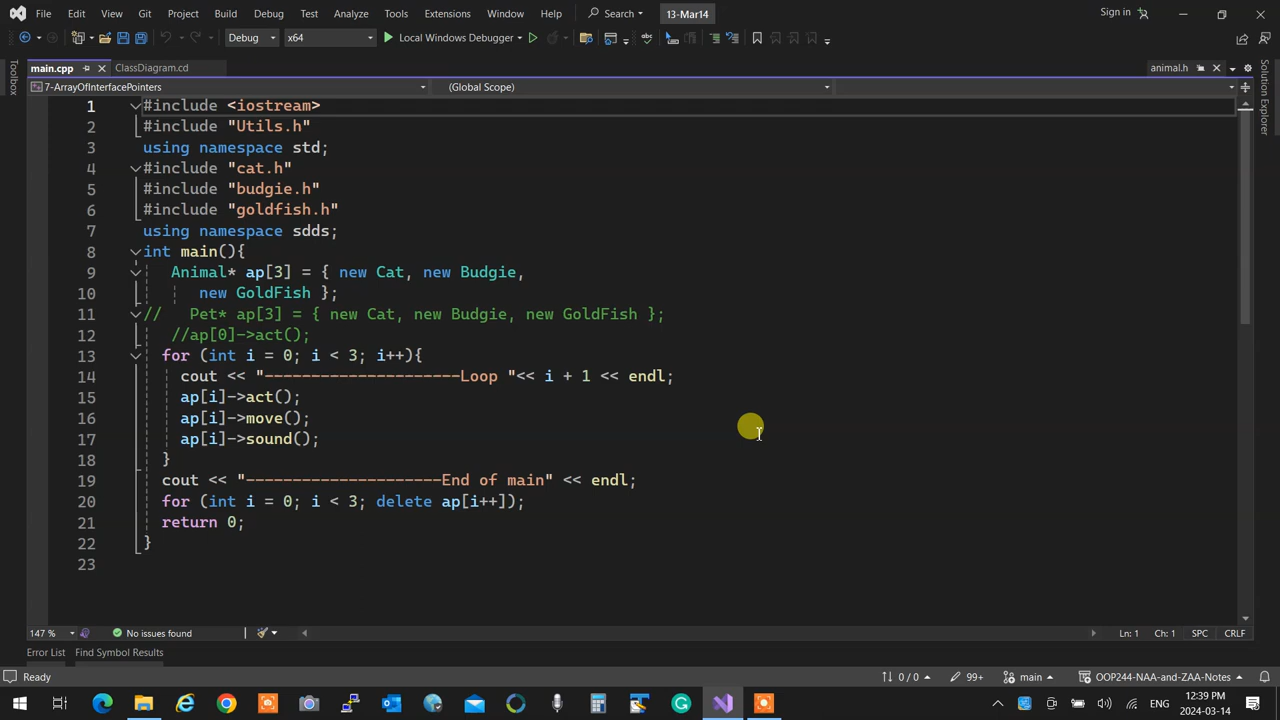 File Edit View Git Project Build Debug Test Analyze Tools Extensions Window Help Search 13-Mar14 Sign in
Debug x64 Local Windows Debugger
main.cpp ClassDiagram.cd animal.h
7-ArrayOfInterfacePointers (Global Scope)
Toolbox
Solution Explorer
1 #include <iostream>
2 #include "Utils.h"
3 using namespace std;
4 #include "cat.h"
5 #include "budgie.h"
6 #include "goldfish.h"
7 using namespace sdds;
8 int main(){
9 Animal* ap[3] = { new Cat, new Budgie,
10 new GoldFish };
11 // Pet* ap[3] = { new Cat, new Budgie, new GoldFish };
12 //ap[0]->act();
13 for (int i = 0; i < 3; i++){
14 cout << "---------------------Loop "<< i + 1 << endl;
15 ap[i]->act();
16 ap[i]->move();
17 ap[i]->sound();
18 }
19 cout << "---------------------End of main" << endl;
20 for (int i = 0; i < 3; delete ap[i++]);
21 return 0;
22 }
23
147 % No issues found Ln: 1 Ch: 1 SPC CRLF
Error List Find Symbol Results
Ready 0 / 0 99+ main OOP244-NAA-and-ZAA-Notes
ENG 12:39 PM
2024-03-14